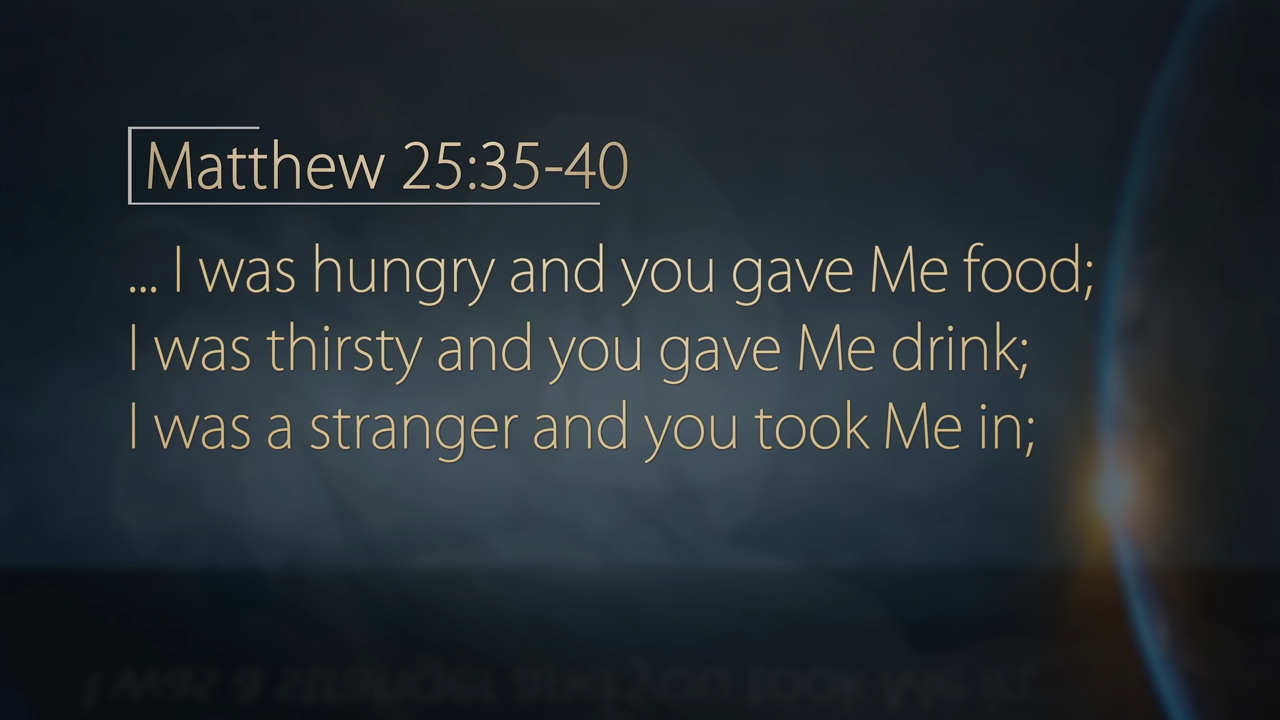 Matthew 25:35-40
... I was hungry and you gave Me food;
I was thirsty and you gave Me drink;
I was a stranger and you took Me in;